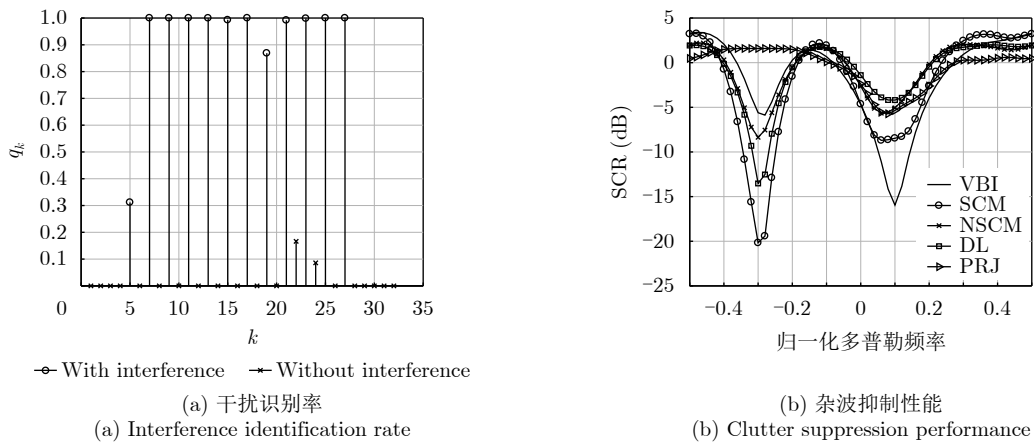 1.0
0.9
0.8
0.7
0.6
0.5
0.4
0.3
0.2
0.1
q_k
0 5 10 15 20 25 30 35
k
With interference Without interference
(a) 干扰识别率
(a) Interference identification rate
5
0
−5
−10
−15
−20
−25
SCR (dB)
VBI
SCM
NSCM
DL
PRJ
−0.4 −0.2 0 0.2 0.4
归一化多普勒频率
(b) 杂波抑制性能
(b) Clutter suppression performance